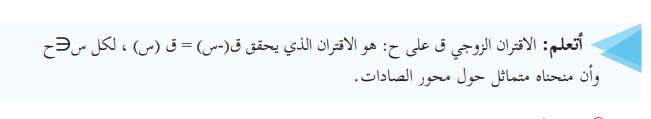 أتعلم: الاقتران الزوجي ق على ح: هو الاقتران الذي يحقق ق(-س) = ق (س) ، لكل س∈ح
وأن منحناه متماثل حول محور الصادات.